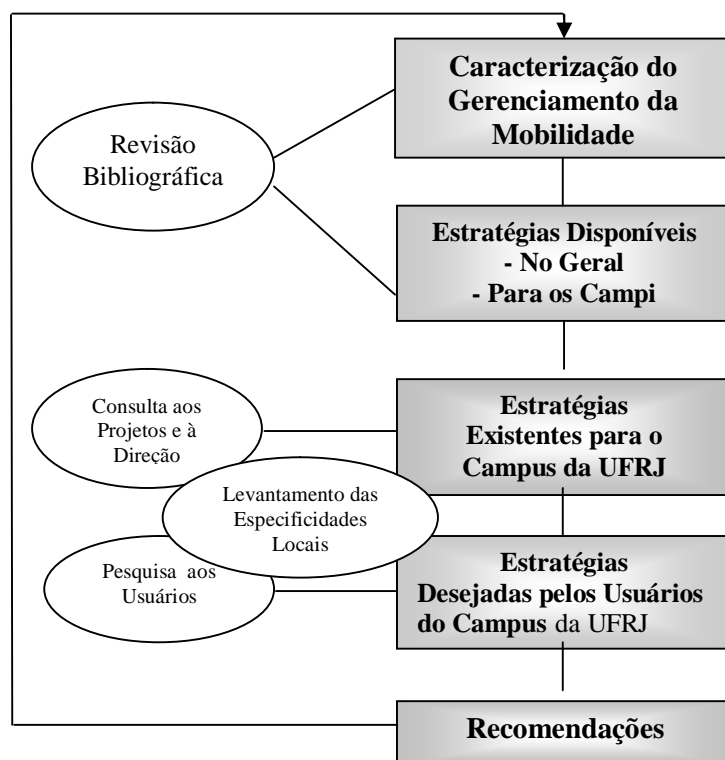 Caracterização do
Gerenciamento da
Mobilidade
Revisão
Bibliográfica
Estratégias Disponíveis
- No Geral
- Para os Campi
Consulta aos
Projetos e à
Direção
Estratégias
Existentes para o
Campus da UFRJ
Levantamento das
Especificidades
Locais
Pesquisa aos
Usuários
Estratégias
Desejadas pelos Usuários
do Campus da UFRJ
Recomendações